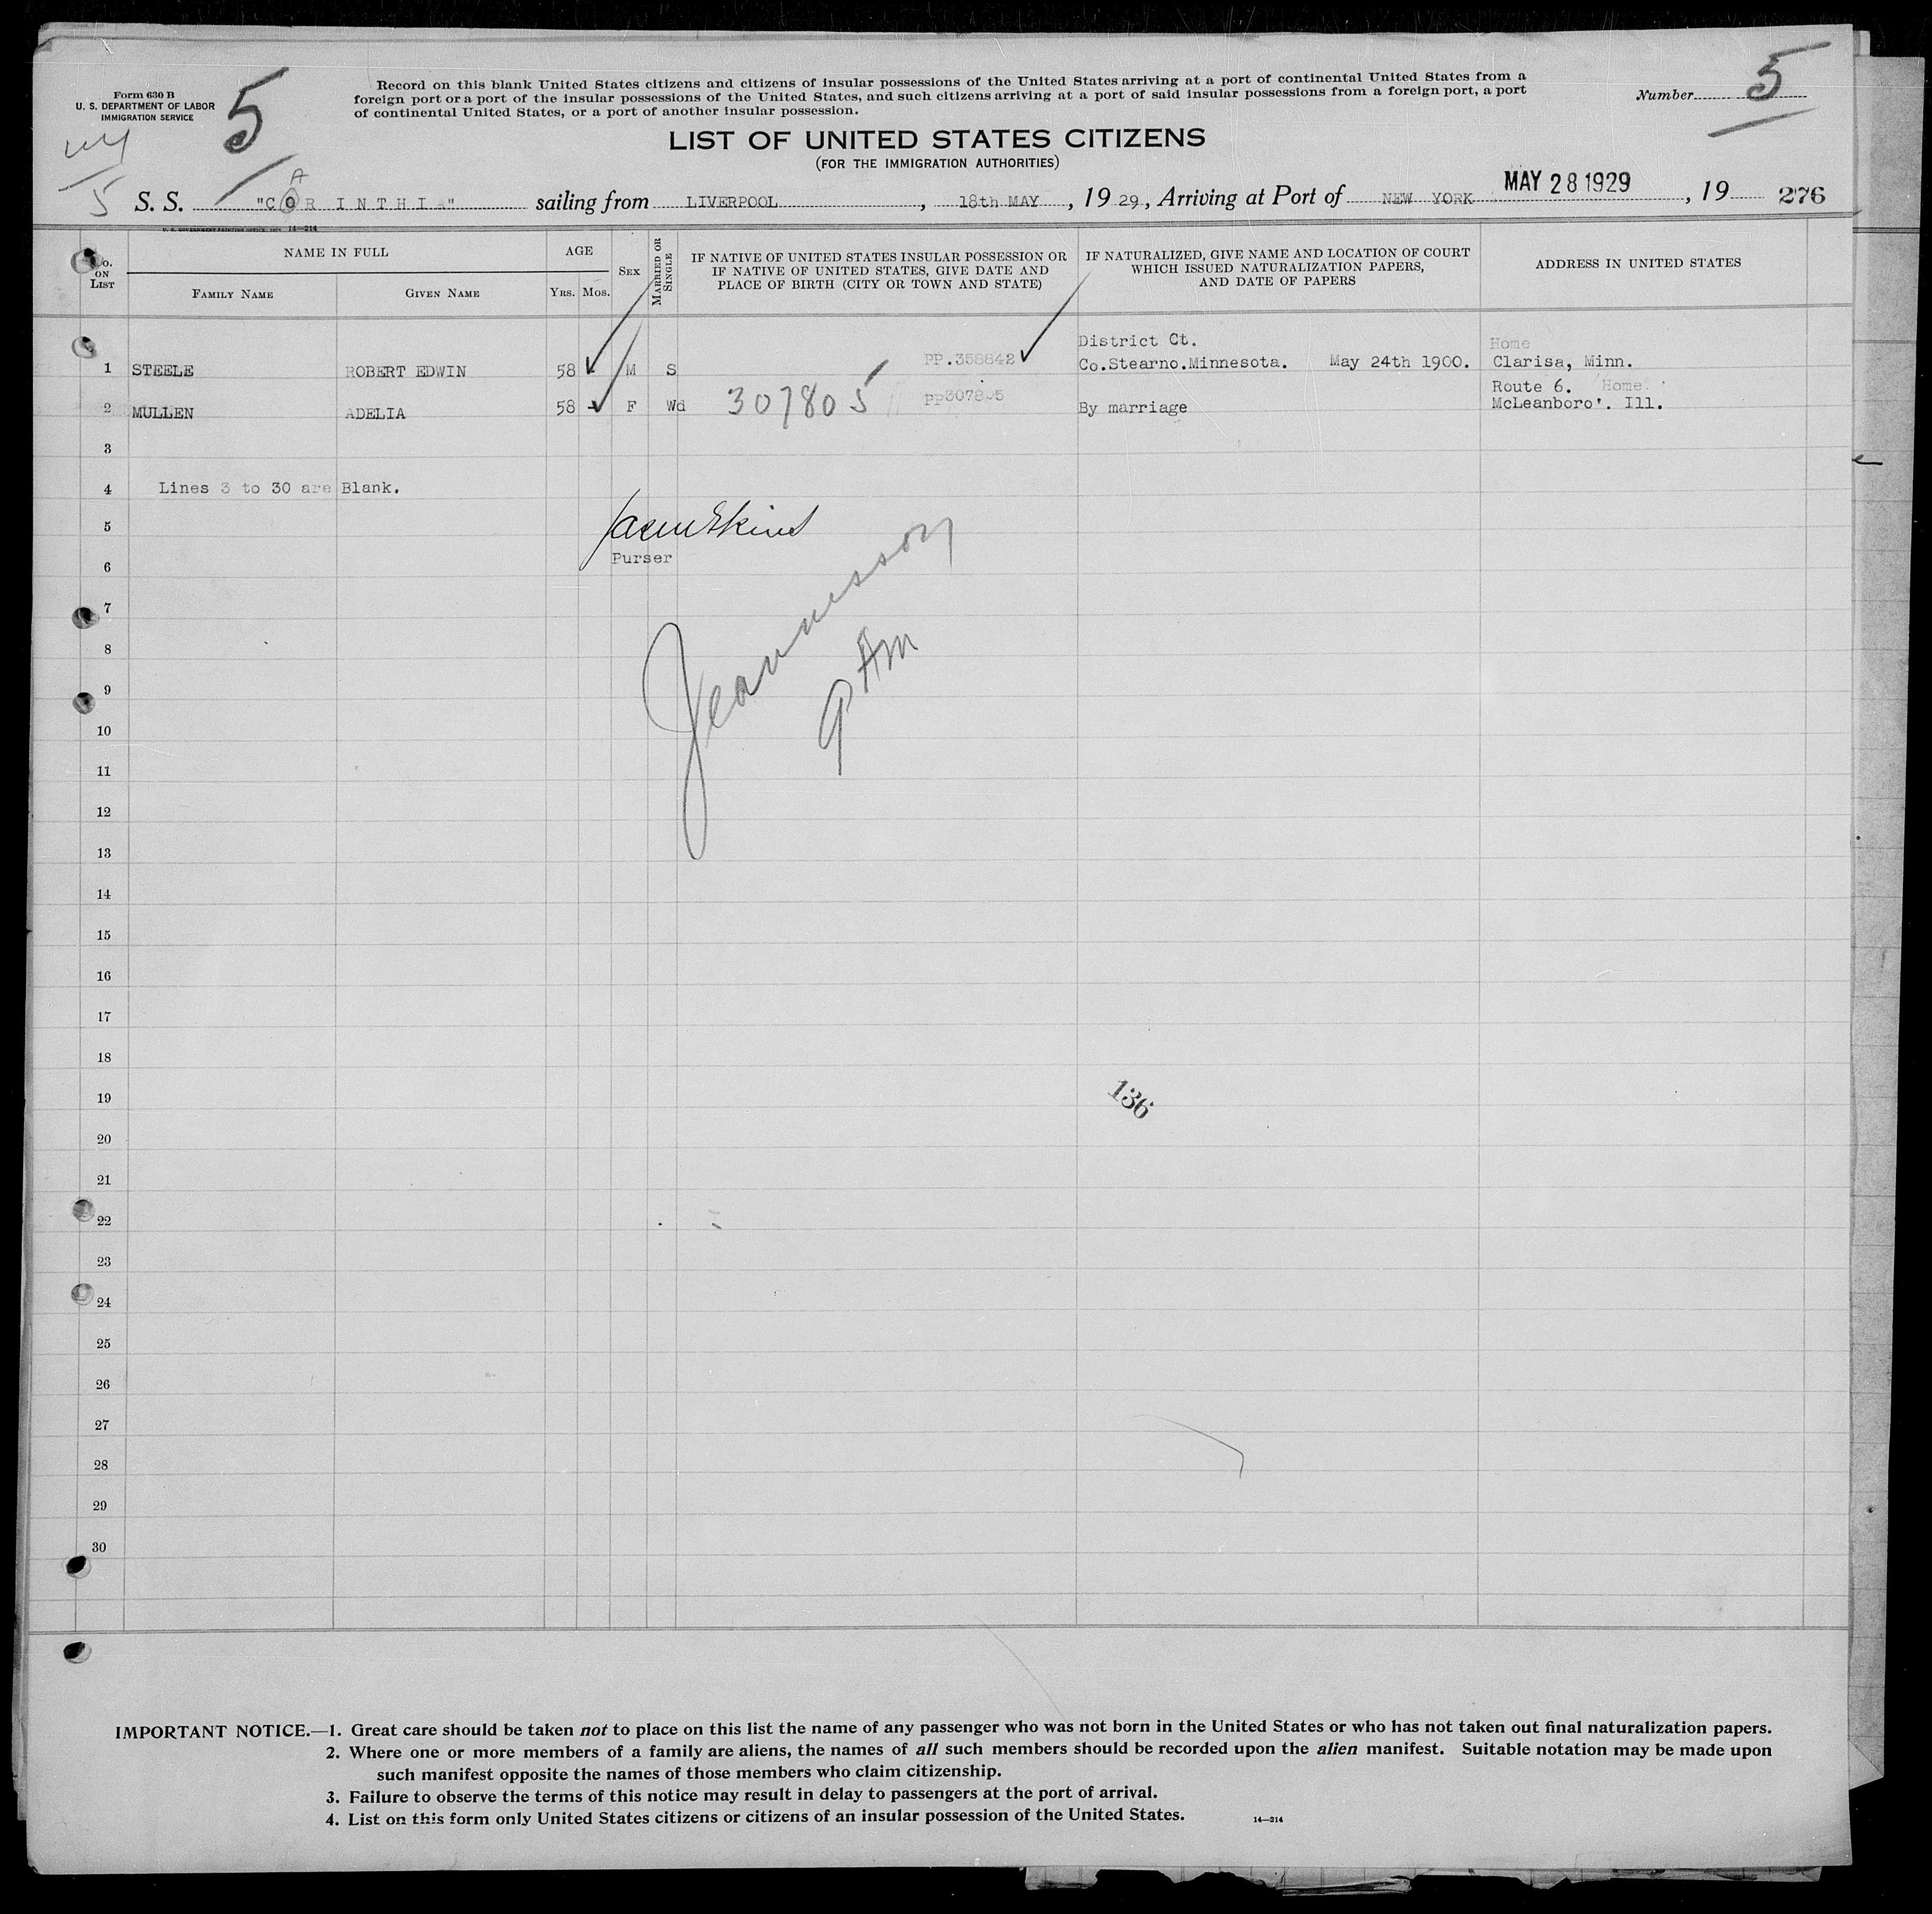 Form 630 B
U. S. DEPARTMENT OF LABOR
IMMIGRATION SERVICE
5
Record on this blank United States citizens and citizens of insular possessions of the United States arriving at a port of continental United States from a
foreign port or a port of the insular possessions of the United States, and such citizens arriving at a port of said insular possessions from a foreign port, a port
of continental United States, or a port of another insular possession.
Number 5
LIST OF UNITED STATES CITIZENS
(FOR THE IMMIGRATION AUTHORITIES)
5
A
S. S. "CORINTHIA" sailing from LIVERPOOL, 18th MAY, 1929, Arriving at Port of NEW YORK MAY 28 1929, 19 276
14—214
No. ON LIST
NAME IN FULL
FAMILY NAME
GIVEN NAME
AGE
YRS. MOS.
SEX
MARRIED OR SINGLE
IF NATIVE OF UNITED STATES INSULAR POSSESSION OR
IF NATIVE OF UNITED STATES, GIVE DATE AND
PLACE OF BIRTH (CITY OR TOWN AND STATE)
IF NATURALIZED, GIVE NAME AND LOCATION OF COURT
WHICH ISSUED NATURALIZATION PAPERS,
AND DATE OF PAPERS
ADDRESS IN UNITED STATES
District Ct. Home
1 STEELE ROBERT EDWIN 58 M S PP.358842 Co.Stearno.Minnesota. May 24th 1900. Clarisa, Minn.
Route 6. Home.
2 MULLEN ADELIA 58 F Wd 307805 PP307805 By marriage McLeanboro'. Ill.
3
4 Lines 3 to 30 are Blank.
5
6 Purser
7
8
9 9 AM
10
11
12
13
14
15
16
17
18
19 136
20
21
22
23
24
25
26
27
28
29
30
IMPORTANT NOTICE.—1. Great care should be taken not to place on this list the name of any passenger who was not born in the United States or who has not taken out final naturalization papers.
2. Where one or more members of a family are aliens, the names of all such members should be recorded upon the alien manifest. Suitable notation may be made upon
such manifest opposite the names of those members who claim citizenship.
3. Failure to observe the terms of this notice may result in delay to passengers at the port of arrival.
4. List on this form only United States citizens or citizens of an insular possession of the United States. 14—214